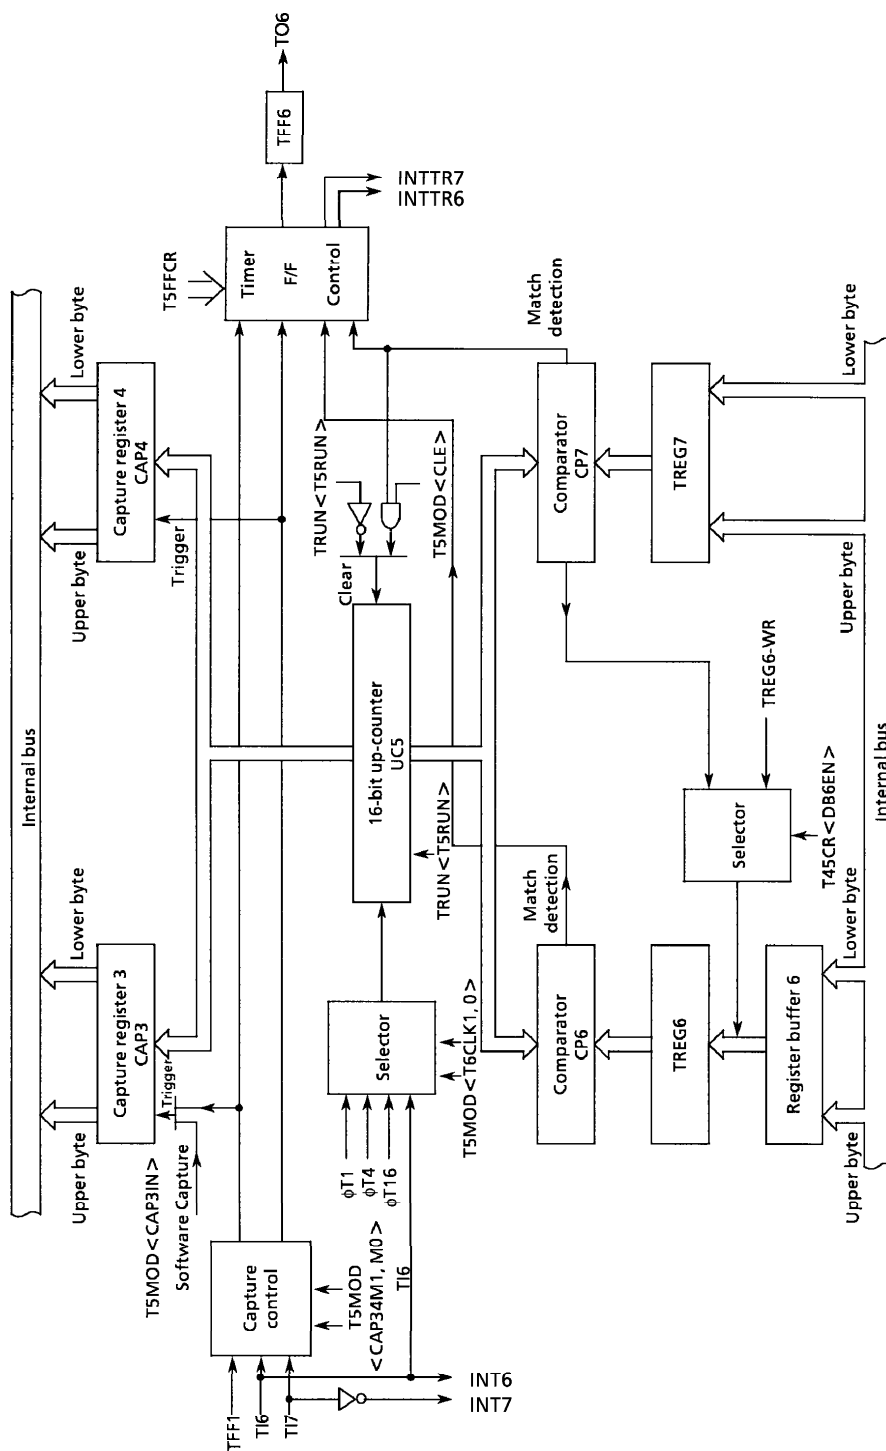 Internal bus
Upper byte
Lower byte
Upper byte
Lower byte
Capture register 3
CAP3
Capture register 4
CAP4
T5MOD<CAP3IN>
Software Capture
Trigger
Trigger
TFF1
TI6
TI7
Capture
control
T5MOD
<CAP34M1, M0>
T5FFCR
Timer
F/F
Control
TFF6
TO6
INTTR7
INTTR6
TRUN<T5RUN>
T5MOD<CLE>
Clear
φT1
φT4
φT16
TI6
Selector
T5MOD<T6CLK1, 0>
16-bit up-counter
UC5
TRUN<T5RUN>
INT6
INT7
Match
detection
Match
detection
Comparator
CP6
Comparator
CP7
TREG6
TREG7
Selector
TREG6-WR
T45CR<DB6EN>
Register buffer 6
Upper byte
Lower byte
Upper byte
Lower byte
Internal bus